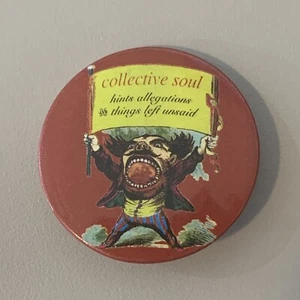 collective soul
hints allegations
& things left unsaid